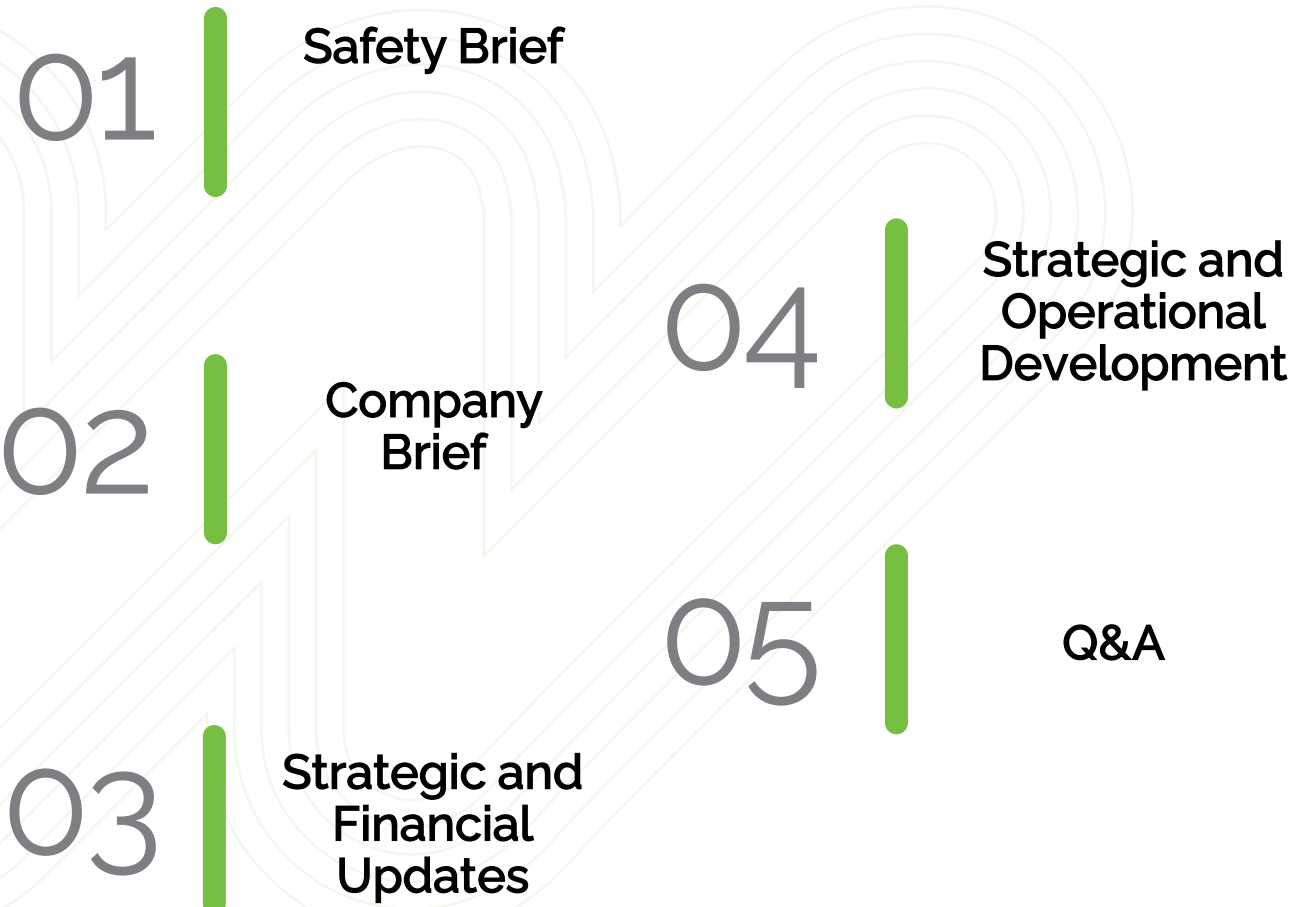 01
Safety Brief
02
Company
Brief
03
Strategic and
Financial
Updates
04
Strategic and
Operational
Development
05
Q&A